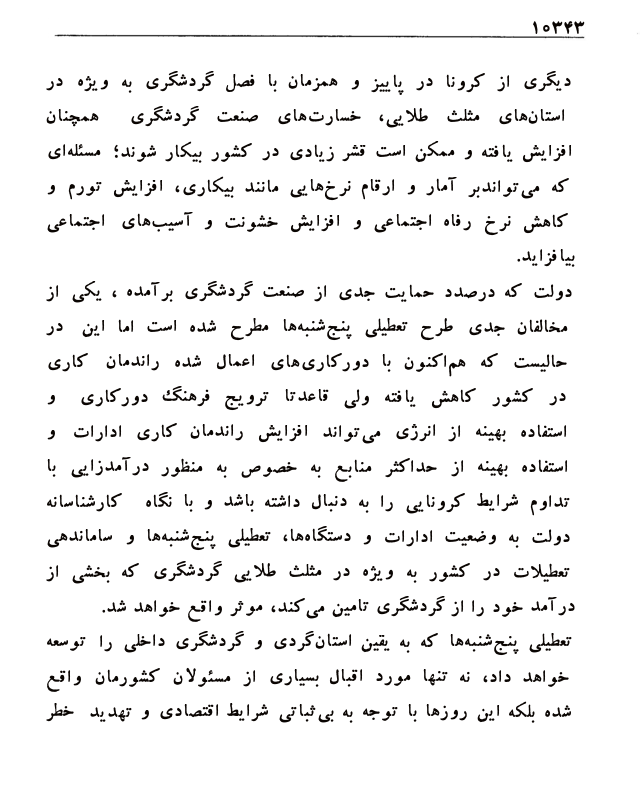 ۱۰۳۴۳
دیگری از کرونا در پاییز و همزمان با فصل گردشگری به ویژه در
استان‌های مثلث طلایی، خسارت‌های صنعت گردشگری همچنان
افزایش یافته و ممکن است قشر زیادی در کشور بیکار شوند؛ مسئله‌ای
که می‌تواندبر آمار و ارقام نرخ‌هایی مانند بیکاری، افزایش تورم و
کاهش نرخ رفاه اجتماعی و افزایش خشونت و آسیب‌های اجتماعی
بیافزاید.
دولت که درصدد حمایت جدی از صنعت گردشگری برآمده ، یکی از
مخالفان جدی طرح تعطیلی پنج‌شنبه‌ها مطرح شده است اما این در
حالیست که هم‌اکنون با دورکاری‌های اعمال شده راندمان کاری
در کشور کاهش یافته ولی قاعدتا ترویج فرهنگ دورکاری و
استفاده بهینه از انرژی می‌تواند افزایش راندمان کاری ادارات و
استفاده بهینه از حداکثر منابع به خصوص به منظور درآمدزایی با
تداوم شرایط کرونایی را به دنبال داشته باشد و با نگاه کارشناسانه
دولت به وضعیت ادارات و دستگاه‌ها، تعطیلی پنج‌شنبه‌ها و ساماندهی
تعطیلات در کشور به ویژه در مثلث طلایی گردشگری که بخشی از
درآمد خود را از گردشگری تامین می‌کند، موثر واقع خواهد شد.
تعطیلی پنج‌شنبه‌ها که به یقین استان‌گردی و گردشگری داخلی را توسعه
خواهد داد، نه تنها مورد اقبال بسیاری از مسئولان کشورمان واقع
شده بلکه این روزها با توجه به بی‌ثباتی شرایط اقتصادی و تهدید خطر